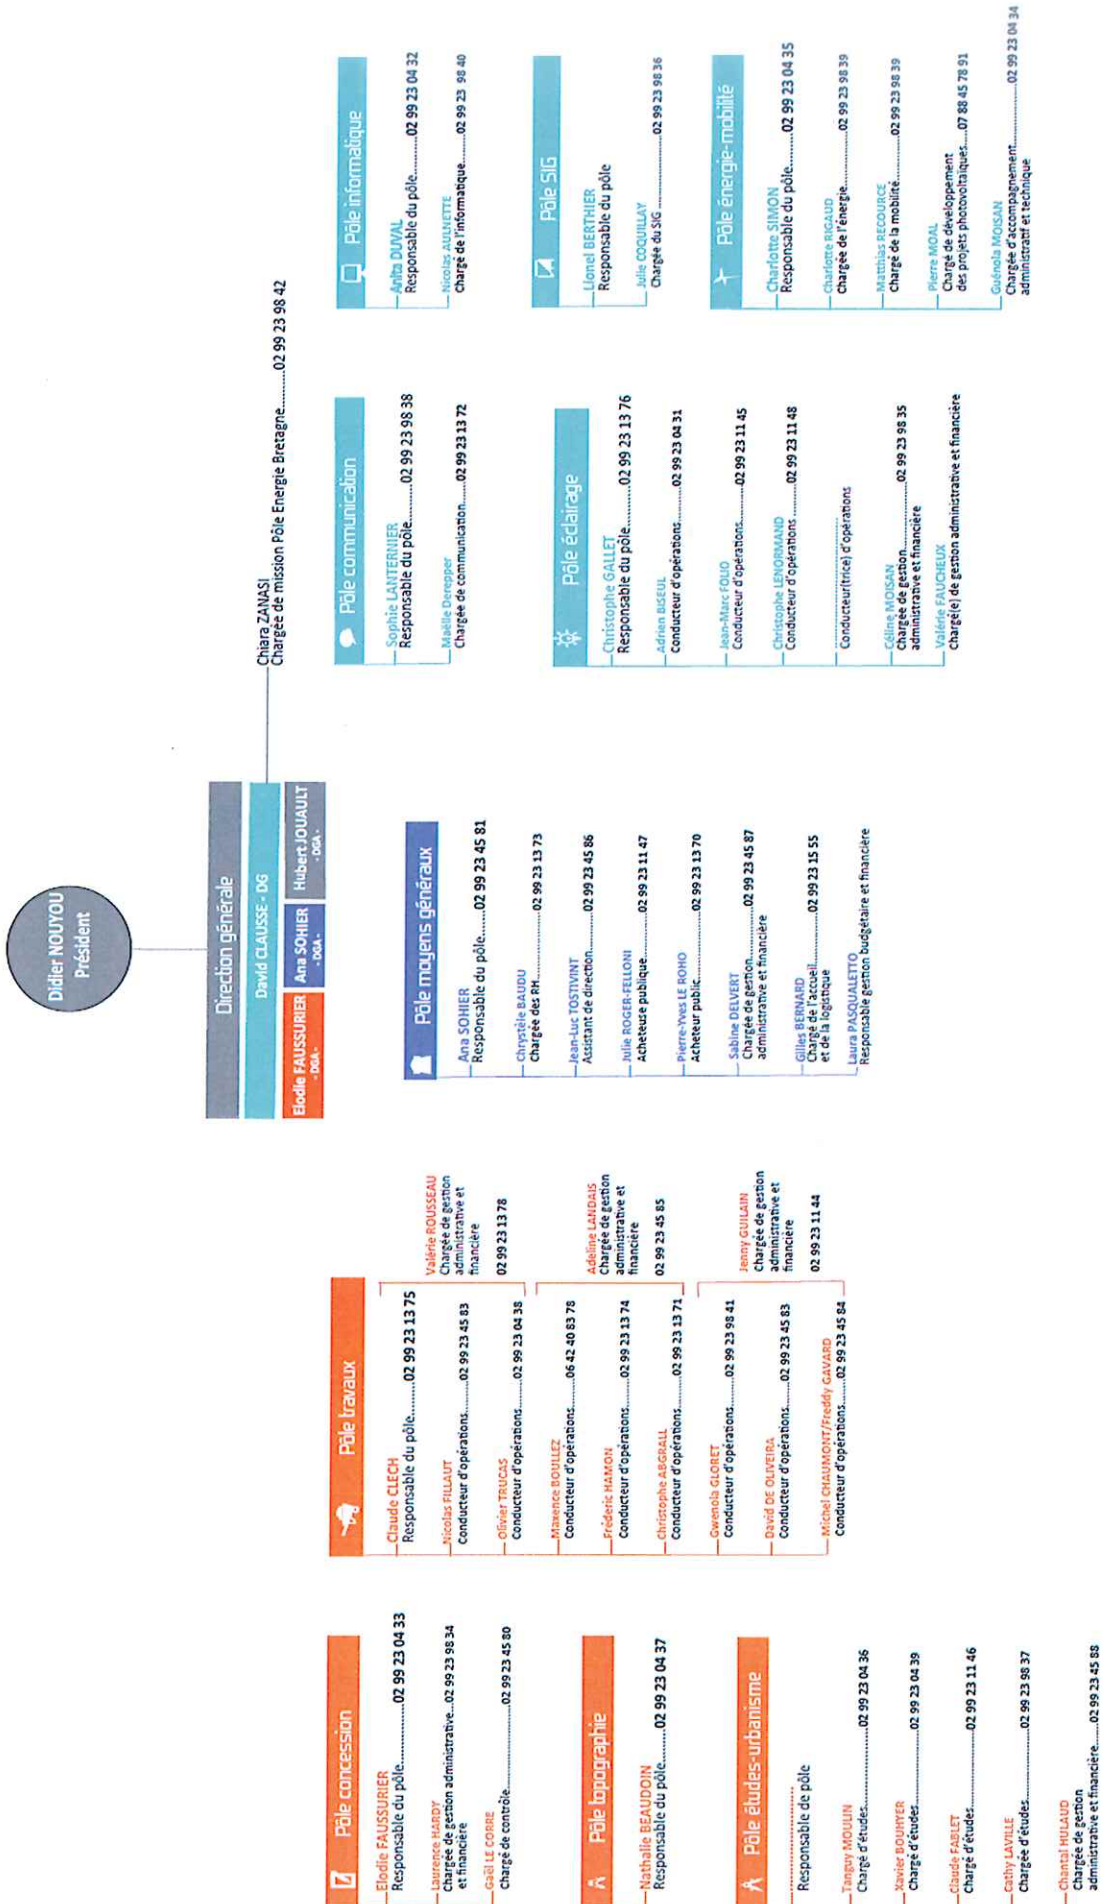 Didier NOUYOU
Président
Direction générale
David CLAUSSE - DG
Elodie FAUSSURIER
- DGA -
Ana SOHIER
- DGA -
Hubert JOUAULT
- DGA -
Chiara ZANASI
Chargée de mission Pôle Energie Bretagne.........02 99 23 98 42
Pôle concession
Elodie FAUSSURIER
Responsable du pôle..................02 99 23 04 33
Laurence HARDY
Chargée de gestion administrative...02 99 23 98 34
et financière
Gaël LE CORRE
Chargé de contrôle.....................02 99 23 45 80
Pôle topographie
Nathalie BEAUDOIN
Responsable du pôle.........02 99 23 04 37
Pôle études-urbanisme
........................
Responsable de pôle
Tanguy MOULIN
Chargé d'études.....................02 99 23 04 36
Xavier BOUHYER
Chargé d'études.................02 99 23 04 39
Claude FABLET
Chargé d'études.................02 99 23 11 46
Cathy LAVILLE
Chargée d'études...............02 99 23 98 37
Chantal HULAUD
Chargée de gestion
administrative et financière......02 99 23 45 88
Pôle travaux
Claude CLECH
Responsable du pôle.........02 99 23 13 75
Nicolas FILLAUT
Conducteur d'opérations.........02 99 23 45 83
Olivier TRUCAS
Conducteur d'opérations.........02 99 23 04 38
Maxence BOULLEZ
Conducteur d'opérations.........06 42 40 83 78
Fréderic HAMON
Conducteur d'opérations.........02 99 23 13 74
Christophe ABGRALL
Conducteur d'opérations.........02 99 23 13 71
Gwenola GLORET
Conducteur d'opérations.........02 99 23 98 41
David DE OLIVEIRA
Conducteur d'opérations.........02 99 23 45 83
Michel CHAUMONT/Freddy GAVARD
Conducteur d'opérations......02 99 23 45 84
Valérie ROUSSEAU
Chargée de gestion
administrative et
financière
02 99 23 13 78
Adeline LANDAIS
Chargée de gestion
administrative et
financière
02 99 23 45 85
Jenny GUILAIN
Chargée de gestion
administrative et
financière
02 99 23 11 44
Pôle moyens généraux
Ana SOHIER
Responsable du pôle.......02 99 23 45 81
Chrystèle BAUDU
Chargée des RH.................02 99 23 13 73
Jean-Luc TOSTIVINT
Assistant de direction.........02 99 23 45 86
Julie ROGER-FELLONI
Acheteuse publique...........02 99 23 11 47
Pierre-Yves LE ROHO
Acheteur public..................02 99 23 13 70
Sabine DELVERT
Chargée de gestion.........02 99 23 45 87
administrative et financière
Gilles BERNARD
Chargé de l'accueil.........02 99 23 15 55
et de la logistique
Laura PASQUALETTO
Responsable gestion budgétaire et financière
Pôle communication
Sophie LANTERNIER
Responsable du pôle.........02 99 23 98 38
Maëlle Derepper
Chargée de communication......02 99 23 13 72
Pôle éclairage
Christophe GALLET
Responsable du pôle.........02 99 23 13 76
Adrien BISEUL
Conducteur d'opérations.........02 99 23 04 31
Jean-Marc FOLIO
Conducteur d'opérations.........02 99 23 11 45
Christophe LENORMAND
Conducteur d'opérations .........02 99 23 11 48
........................
Conducteur(trice) d'opérations
Céline MOISAN
Chargée de gestion...............02 99 23 98 35
administrative et financière
Valérie FAUCHEUX
Chargé(e) de gestion administrative et financière
Pôle informatique
Anita DUVAL
Responsable du pôle.........02 99 23 04 32
Nicolas AULNETTE
Chargé de l'informatique......02 99 23 98 40
Pôle SIG
Lionel BERTHIER
Responsable du pôle
Julie COQUILLAY
Chargée du SIG ..................02 99 23 98 36
Pôle énergie-mobilité
Charlotte SIMON
Responsable du pôle.......02 99 23 04 35
Charlotte RIGAUD
Chargée de l'énergie............02 99 23 98 39
Matthias RECOURCE
Chargé de la mobilité.........02 99 23 98 39
Pierre MOAL
Chargé de développement
des projets photovoltaïques....07 88 45 78 91
Guénola MOISAN
Chargée d'accompagnement.........02 99 23 04 34
administratif et technique